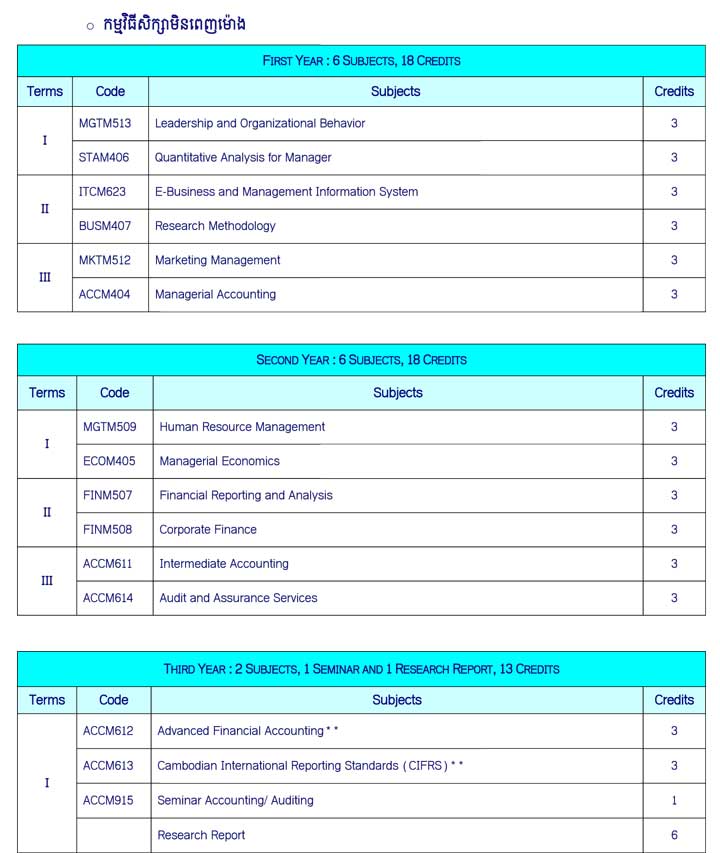 ○ កម្មវិធីសិក្សាមិនពេញម៉ោង
FIRST YEAR : 6 SUBJECTS, 18 CREDITS
Terms Code Subjects Credits
I
MGTM513 Leadership and Organizational Behavior 3
STAM406 Quantitative Analysis for Manager 3
II
ITCM623 E-Business and Management Information System 3
BUSM407 Research Methodology 3
III
MKTM512 Marketing Management 3
ACCM404 Managerial Accounting 3
SECOND YEAR : 6 SUBJECTS, 18 CREDITS
Terms Code Subjects Credits
I
MGTM509 Human Resource Management 3
ECOM405 Managerial Economics 3
II
FINM507 Financial Reporting and Analysis 3
FINM508 Corporate Finance 3
III
ACCM611 Intermediate Accounting 3
ACCM614 Audit and Assurance Services 3
THIRD YEAR : 2 SUBJECTS, 1 SEMINAR AND 1 RESEARCH REPORT, 13 CREDITS
Terms Code Subjects Credits
I
ACCM612 Advanced Financial Accounting** 3
ACCM613 Cambodian International Reporting Standards (CIFRS)** 3
ACCM915 Seminar Accounting/ Auditing 1
Research Report 6